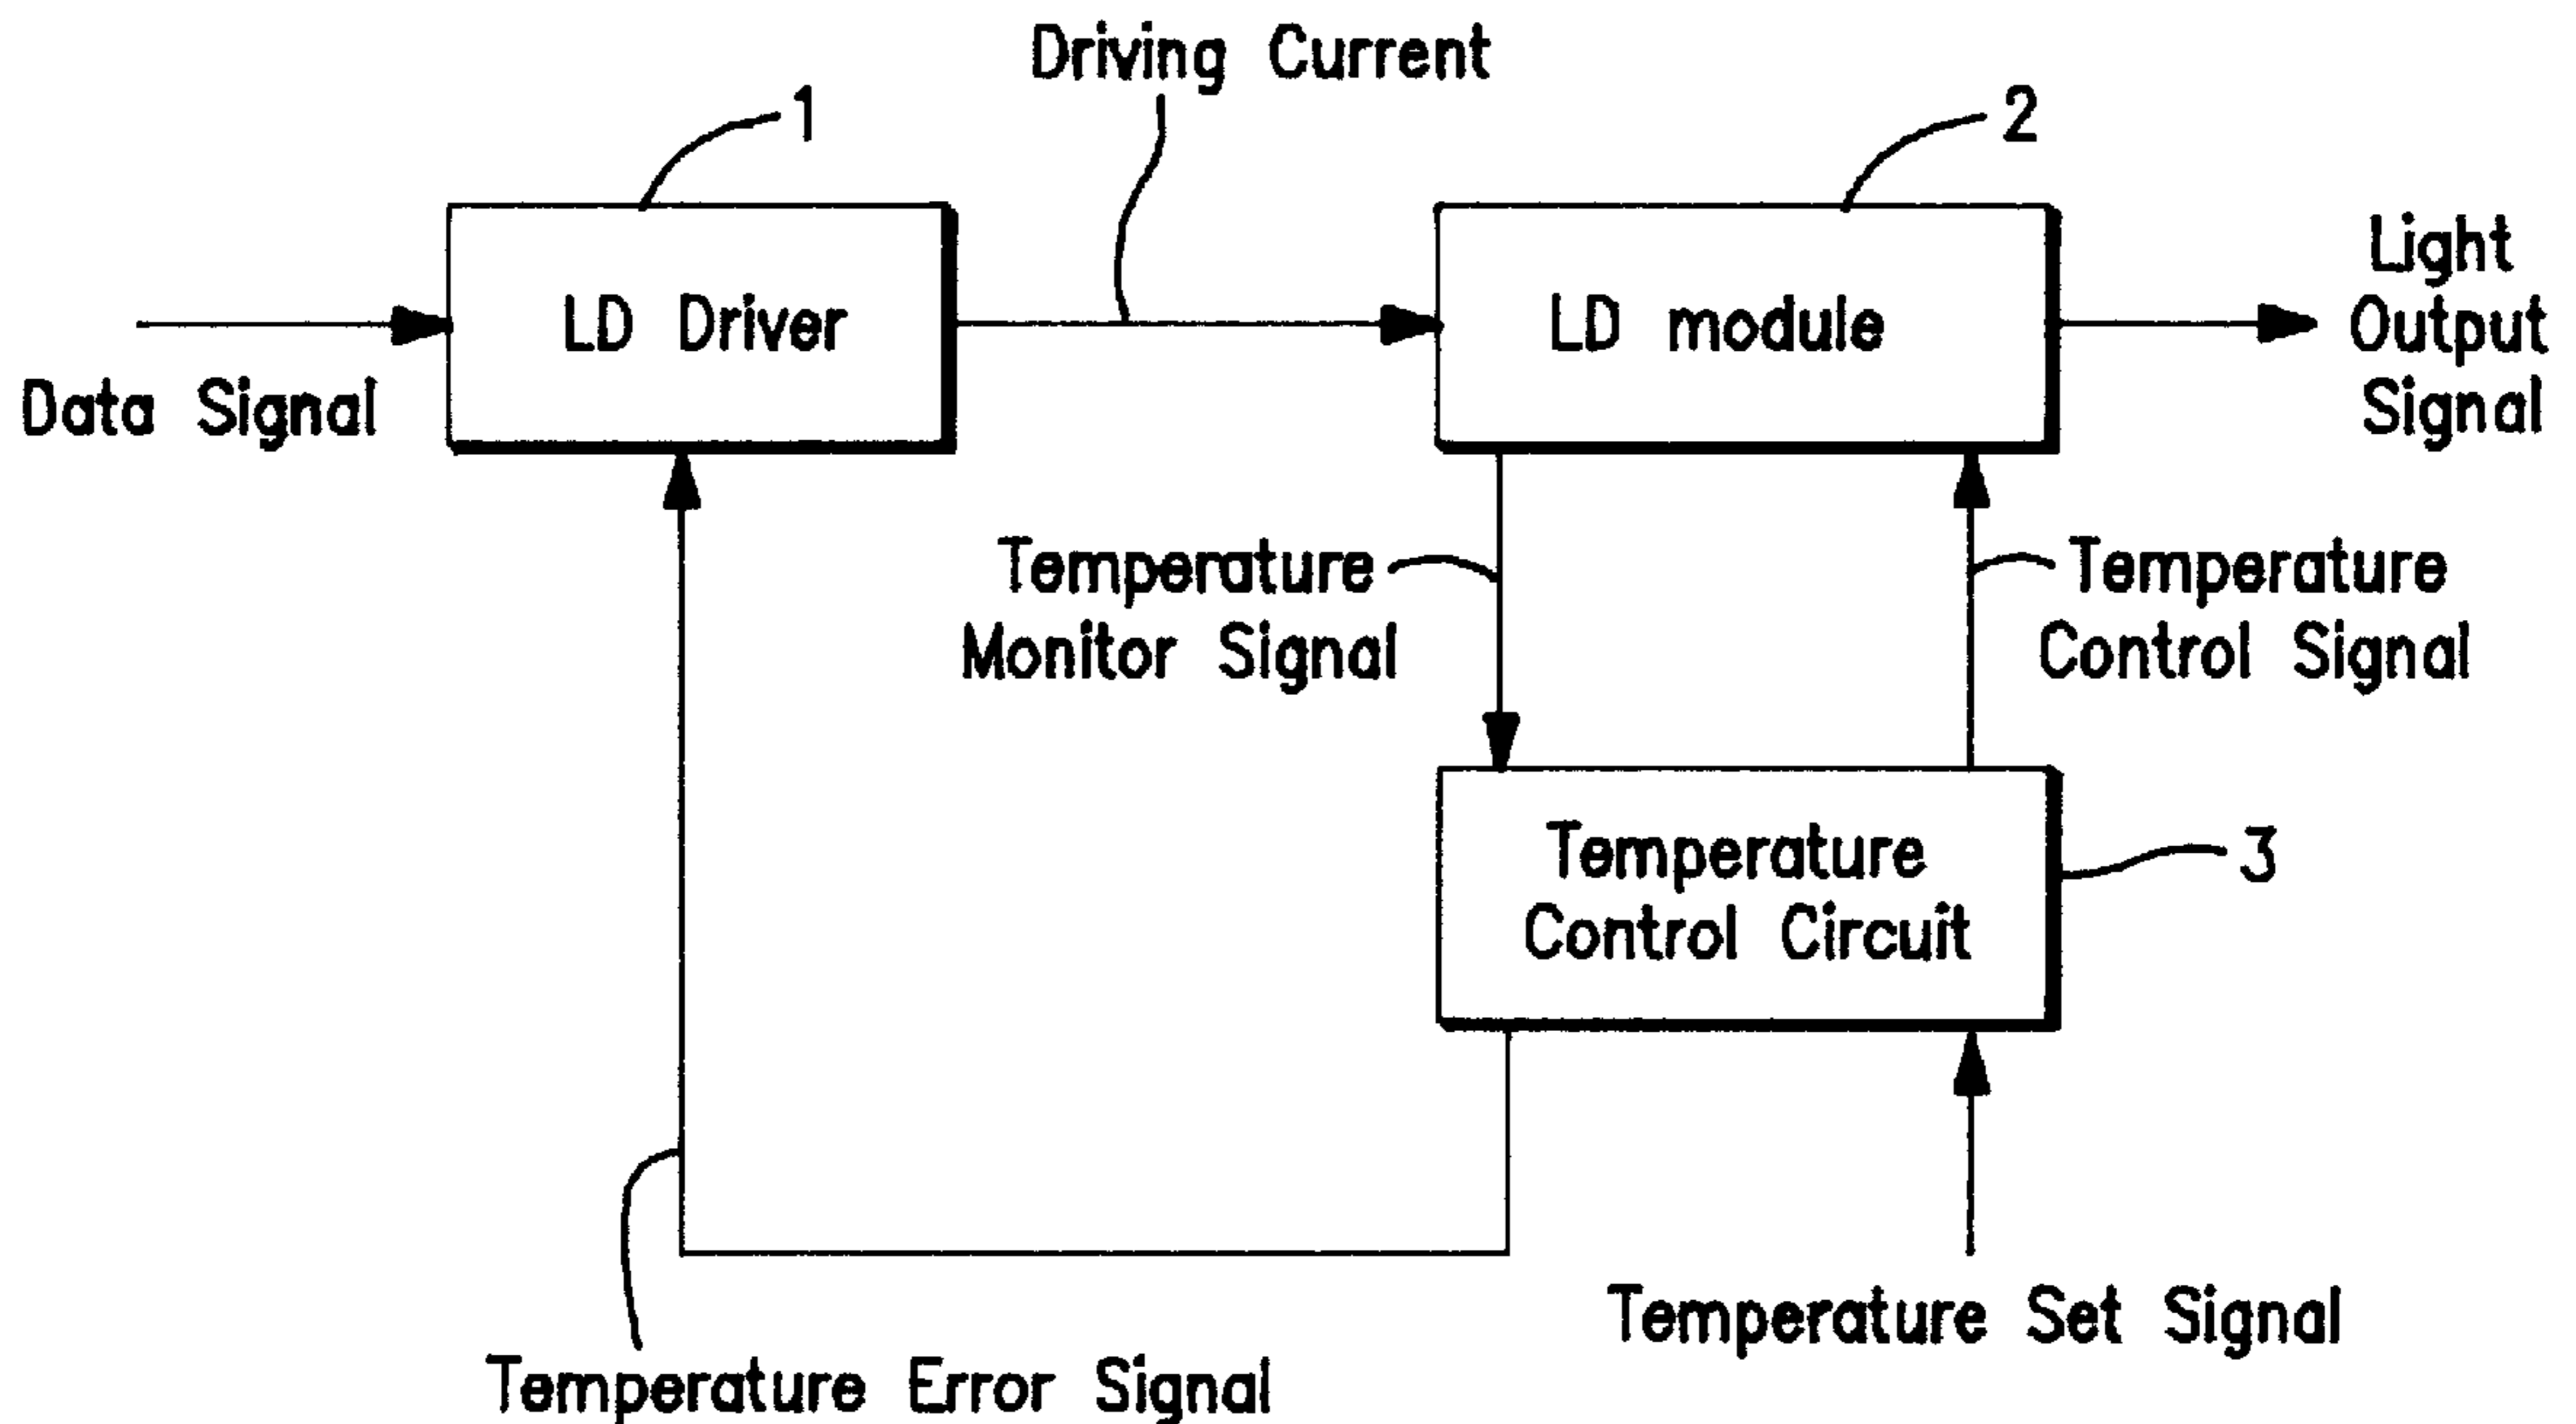 Driving Current
1
2
LD Driver
LD module
Light
Output
Signal
Data Signal
Temperature
Monitor Signal
Temperature
Control Signal
Temperature
Control Circuit
3
Temperature Set Signal
Temperature Error Signal